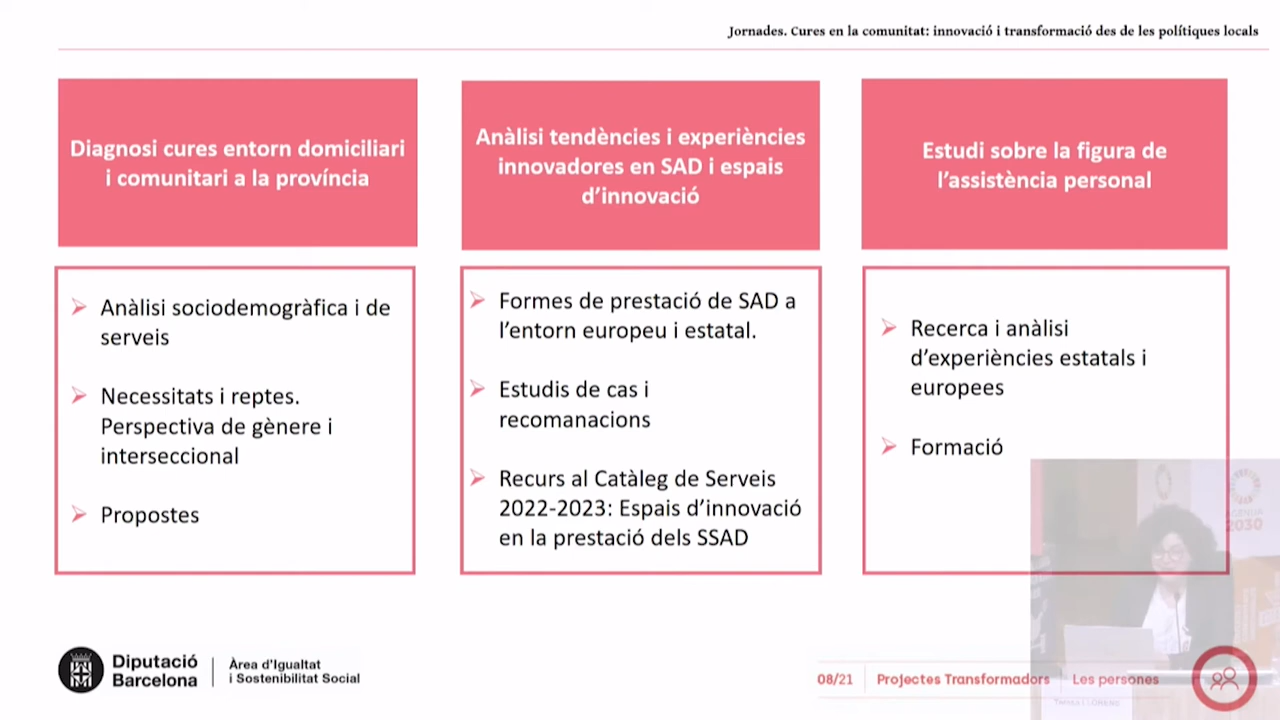 Jornades. Cures en la comunitat: innovació i transformació des de les polítiques locals
Diagnosi cures entorn domiciliari
i comunitari a la província
Anàlisi tendències i experiències
innovadores en SAD i espais
d’innovació
Estudi sobre la figura de
l’assistència personal
Anàlisi sociodemogràfica i de
serveis
Necessitats i reptes.
Perspectiva de gènere i
interseccional
Propostes
Formes de prestació de SAD a
l’entorn europeu i estatal.
Estudis de cas i
recomanacions
Recurs al Catàleg de Serveis
2022-2023: Espais d’innovació
en la prestació dels SSAD
Recerca i anàlisi
d’experiències estatals i
europees
Formació
AGENDA
2030
Diputació
Barcelona
Àrea d’Igualtat
i Sostenibilitat Social
08/21
Projectes Transformadors
Les persones